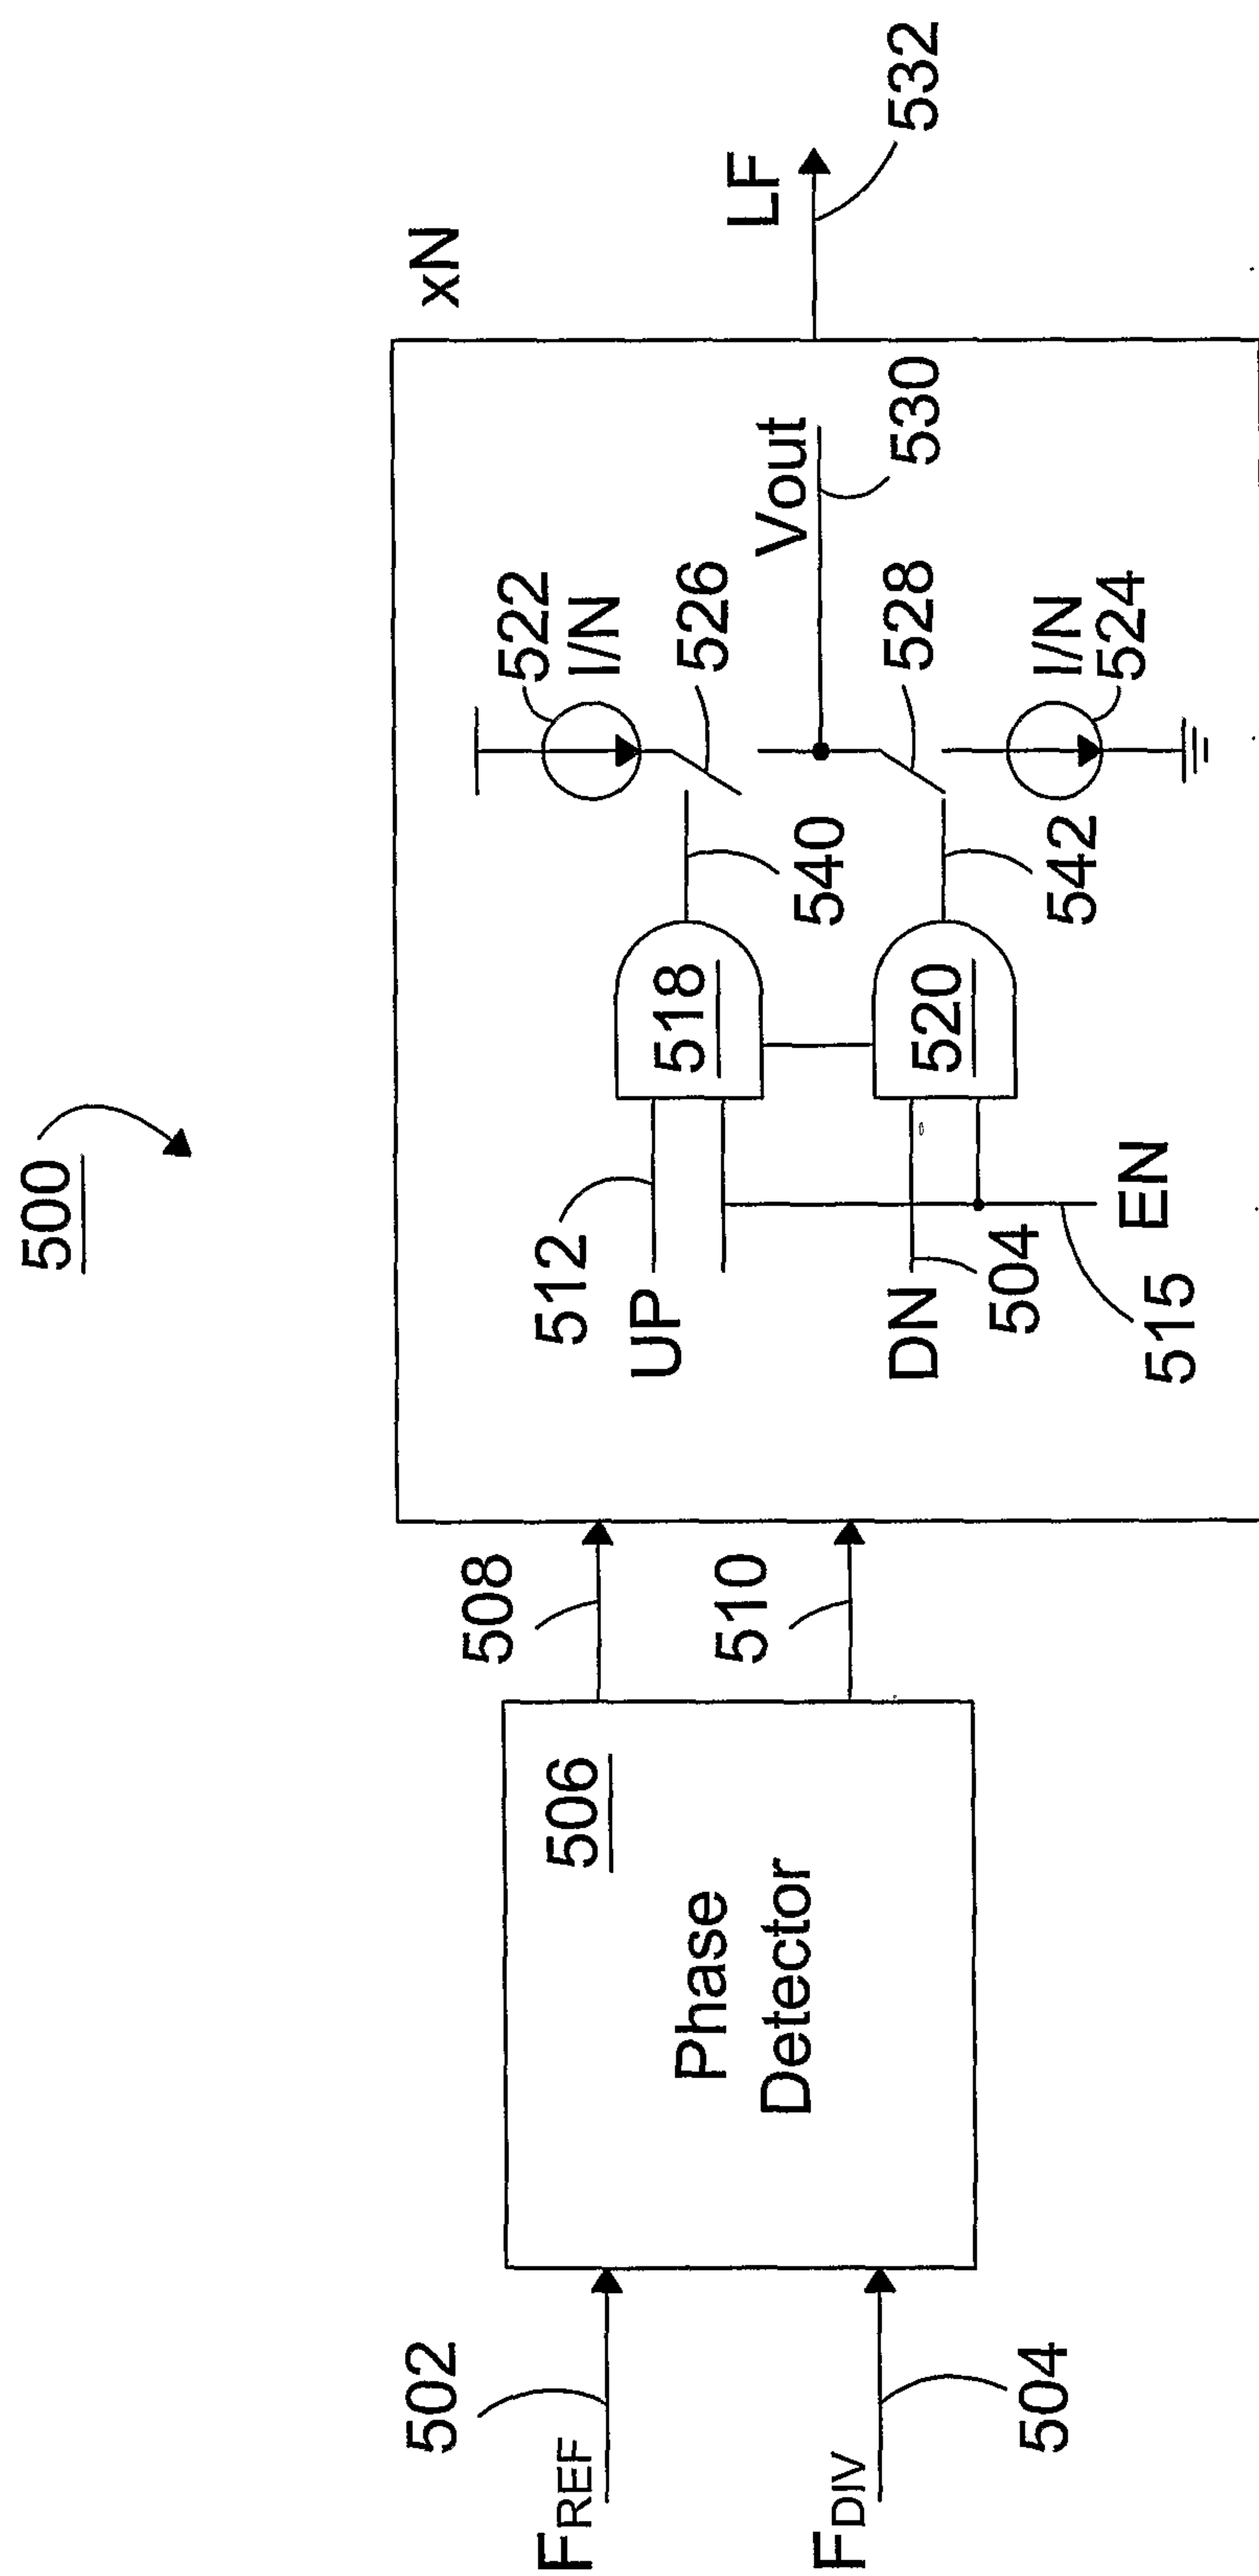 500
502
FREF
FDIV
504
506
Phase
Detector
508
510
xN
512
UP
DN
504
515
EN
518
520
540
542
522
I/N
526
528
I/N
524
Vout
530
LF
532